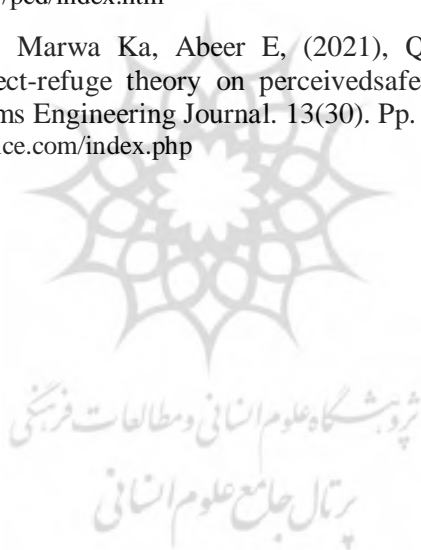 /ped/index.htm
Marwa Ka, Abeer E, (2021), Q
ect-refuge theory on perceivedsafe
ms Engineering Journal. 13(30). Pp.
ice.com/index.php
پژوهشگاه علوم انسانی و مطالعات فرهنگی
پرتال جامع علوم انسانی